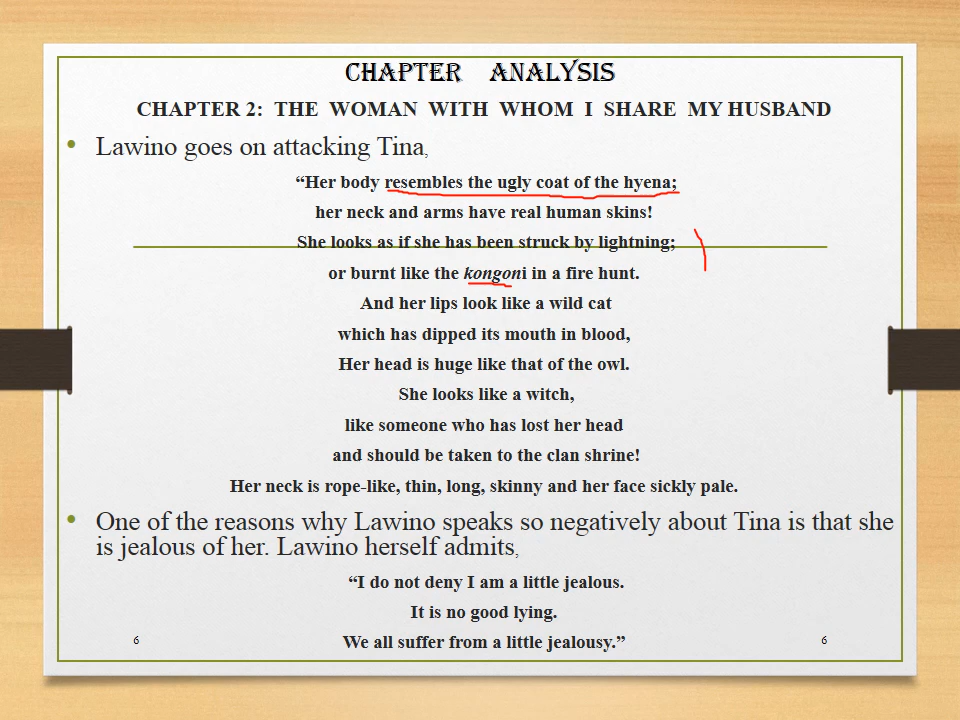 CHAPTER ANALYSIS
CHAPTER 2: THE WOMAN WITH WHOM I SHARE MY HUSBAND
• Lawino goes on attacking Tina,
“Her body resembles the ugly coat of the hyena;
her neck and arms have real human skins!
She looks as if she has been struck by lightning;
or burnt like the kongoni in a fire hunt.
And her lips look like a wild cat
which has dipped its mouth in blood,
Her head is huge like that of the owl.
She looks like a witch,
like someone who has lost her head
and should be taken to the clan shrine!
Her neck is rope-like, thin, long, skinny and her face sickly pale.
• One of the reasons why Lawino speaks so negatively about Tina is that she
is jealous of her. Lawino herself admits,
“I do not deny I am a little jealous.
It is no good lying.
We all suffer from a little jealousy.”
6
6